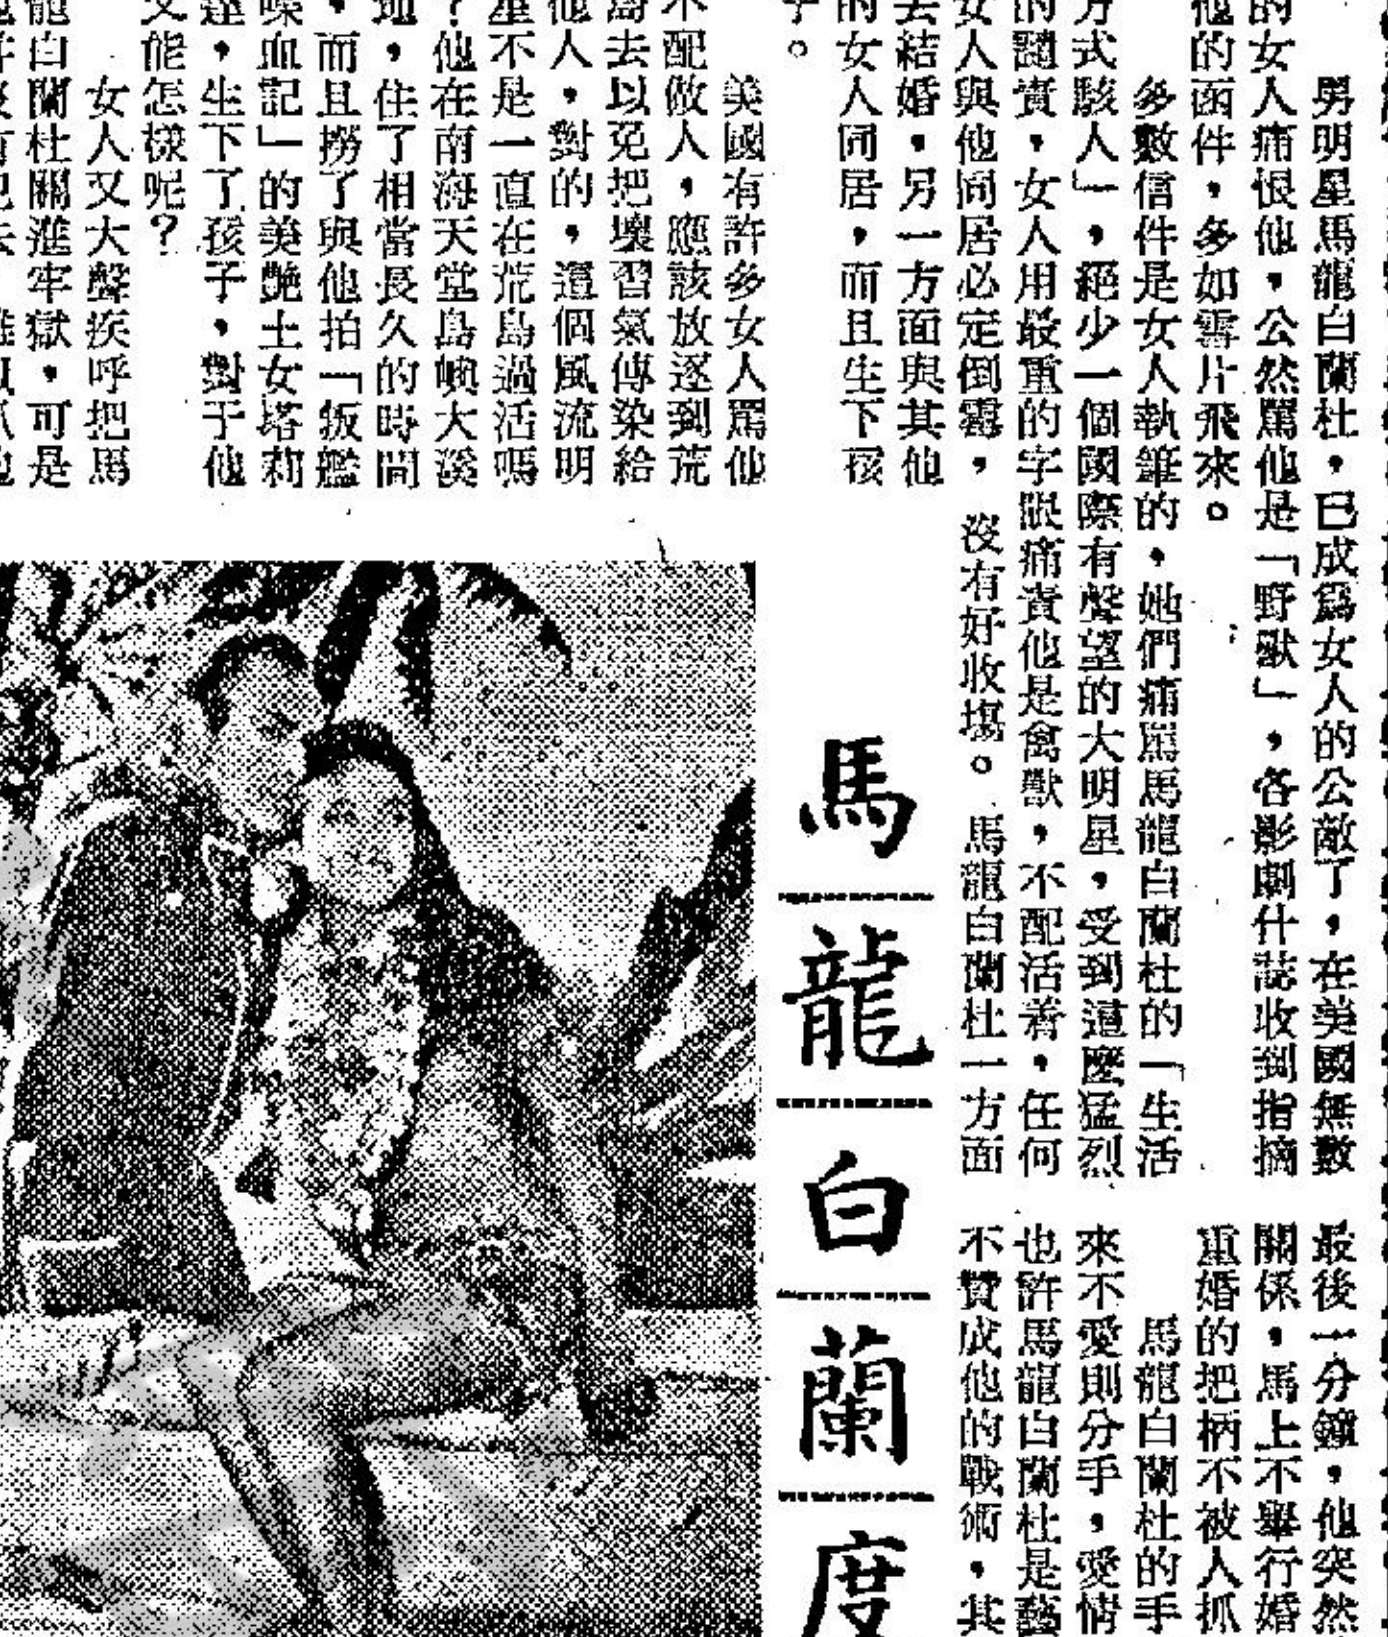 男明星馬龍白蘭杜，已成爲女人的公敵了，在美國無數
的女人痛恨他，公然罵他是「野獸」，各影劇什誌收到指摘
他的函件，多如雪片飛來。
多數信件是女人執筆的，她們痛罵馬龍白蘭杜的「生活
方式駭人」，絕少一個國際有聲望的大明星，受到這麽猛烈
的譴責，女人用最重的字眼痛責他是禽獸，不配活着，任何
女人與他同居必定倒霉，沒有好收塲。馬龍白蘭杜一方面
去結婚，另一方面與其他
的女人同居，而且生下孩
子。
美國有許多女人罵他
不配做人，應該放逐到荒
島去以免把壞習氣傳染給
他人，對的，這個風流明
星不是一直在荒島過活嗎
？他在南海天堂島嶼大溪
地，住了相當長久的時間
，而且撈了與他拍「叛艦
喋血記」的美艷土女塔莉
達，生下了孩子，對于他
又能怎樣呢？
女人又大聲疾呼把馬
龍白蘭杜關進牢獄，可是
馬龍白蘭度
最後一分鐘，他突然
關係，馬上不舉行婚
重婚的把柄不被人抓
馬龍白蘭杜的手
來不愛則分手，愛情
也許馬龍白蘭杜是藝
不贊成他的戰術，其